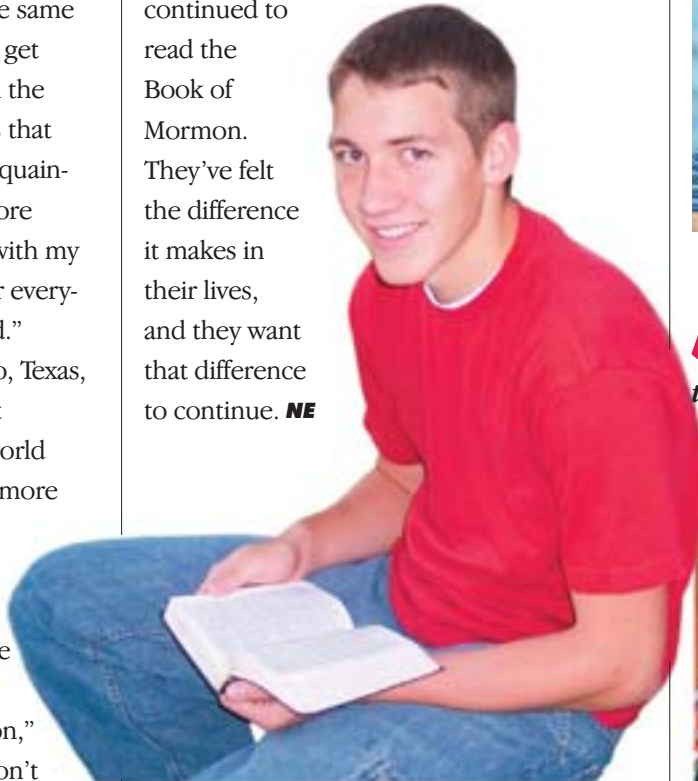 e same
get
the
that
quain-
ore
with my
r every-
d.”
o, Texas,
orld
more
e
on,”
on't
continued to
read the
Book of
Mormon.
They've felt
the difference
it makes in
their lives,
and they want
that difference
to continue. NE
t